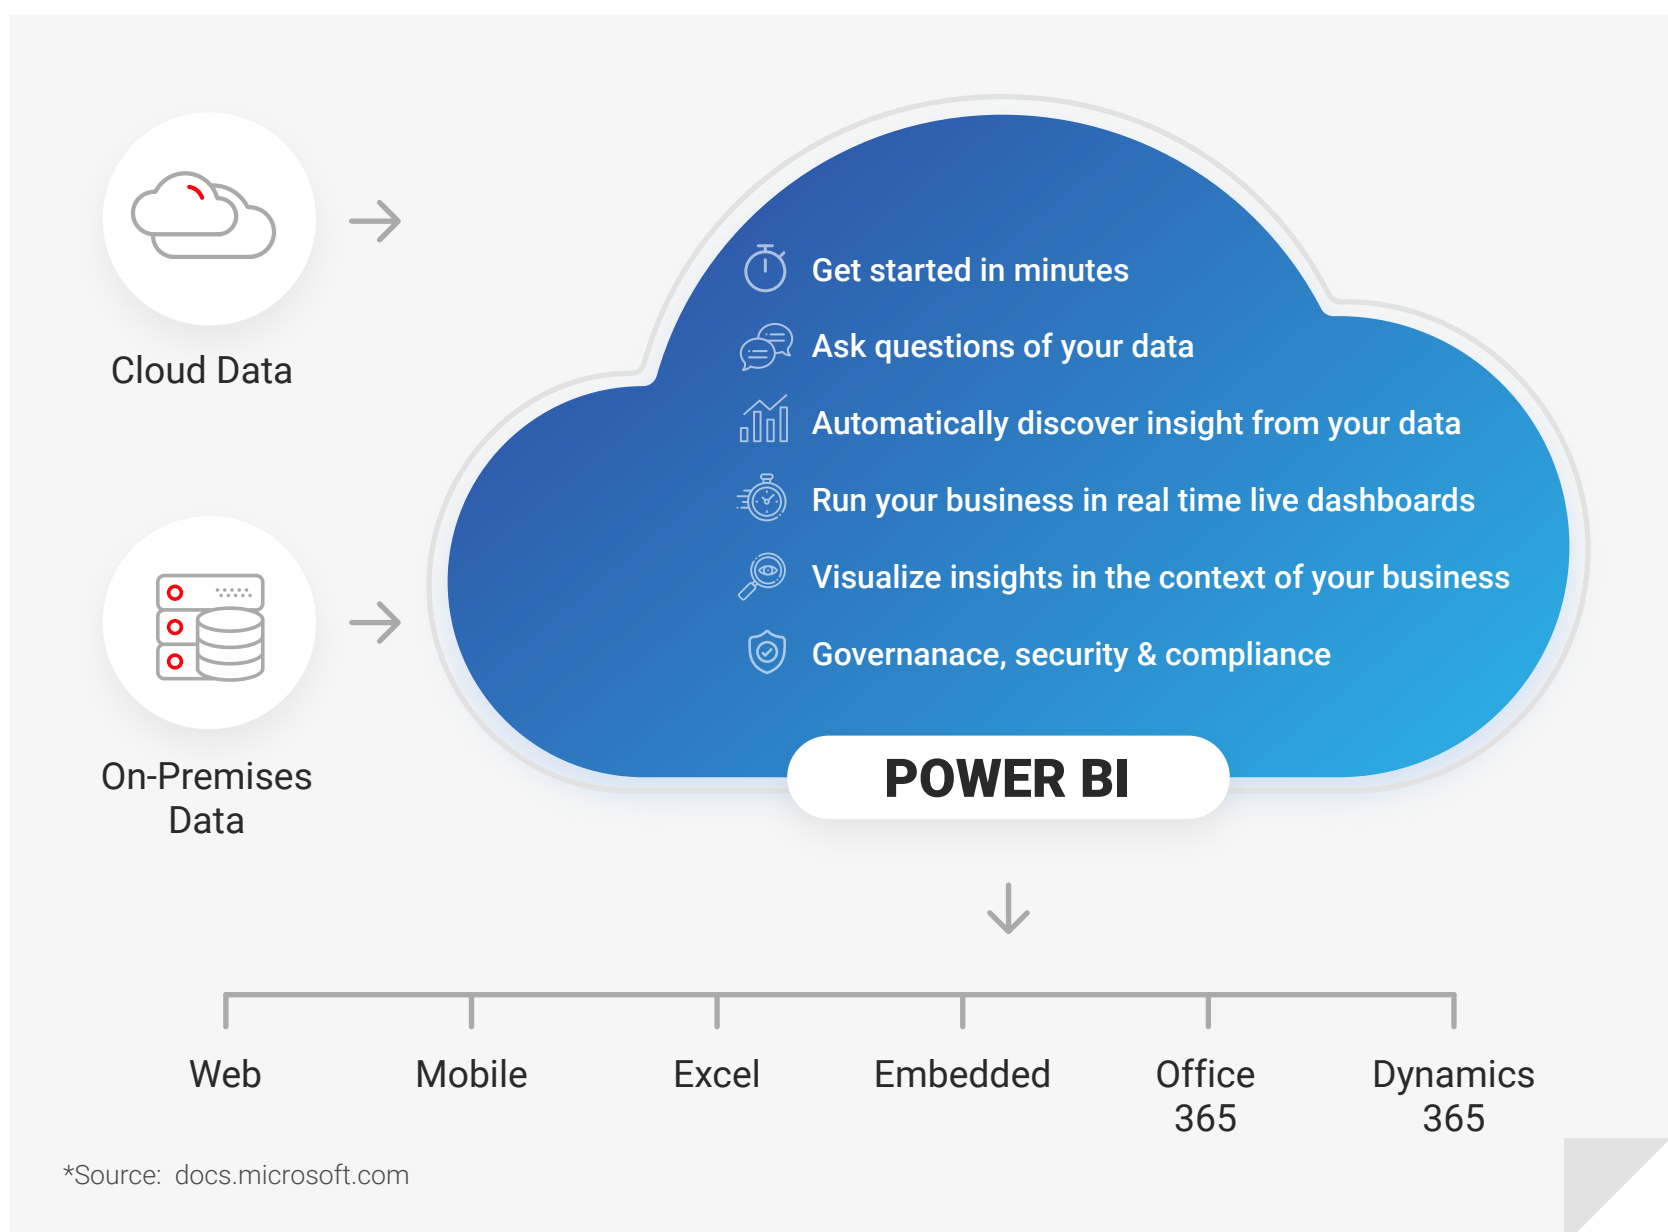 Cloud Data
On-Premises
Data
Get started in minutes
Ask questions of your data
Automatically discover insight from your data
Run your business in real time live dashboards
Visualize insights in the context of your business
Governanace, security & compliance
POWER BI
Web
Mobile
Excel
Embedded
Office
365
Dynamics
365
*Source: docs.microsoft.com